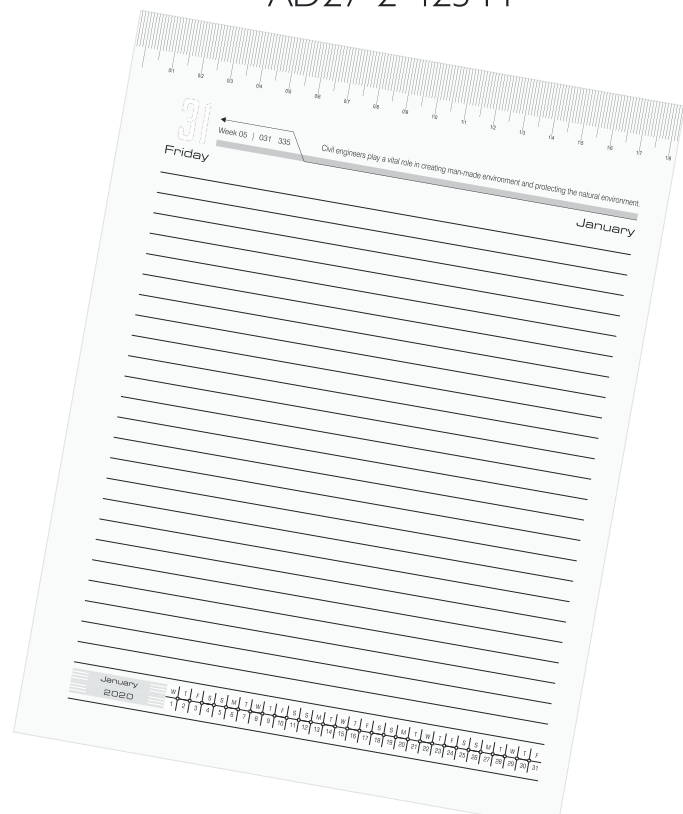 01 02 03 04 05 06 07 08 09 10 11 12 13 14 15 16 17 18
31
Week 05 | 031 335
Civil engineers play a vital role in creating man-made environment and protecting the natural environment.
Friday
January
January
2020
W T F S S M T W T F S S M T W T F S S M T W T F S S M T W T F
1 2 3 4 5 6 7 8 9 10 11 12 13 14 15 16 17 18 19 20 21 22 23 24 25 26 27 28 29 30 31